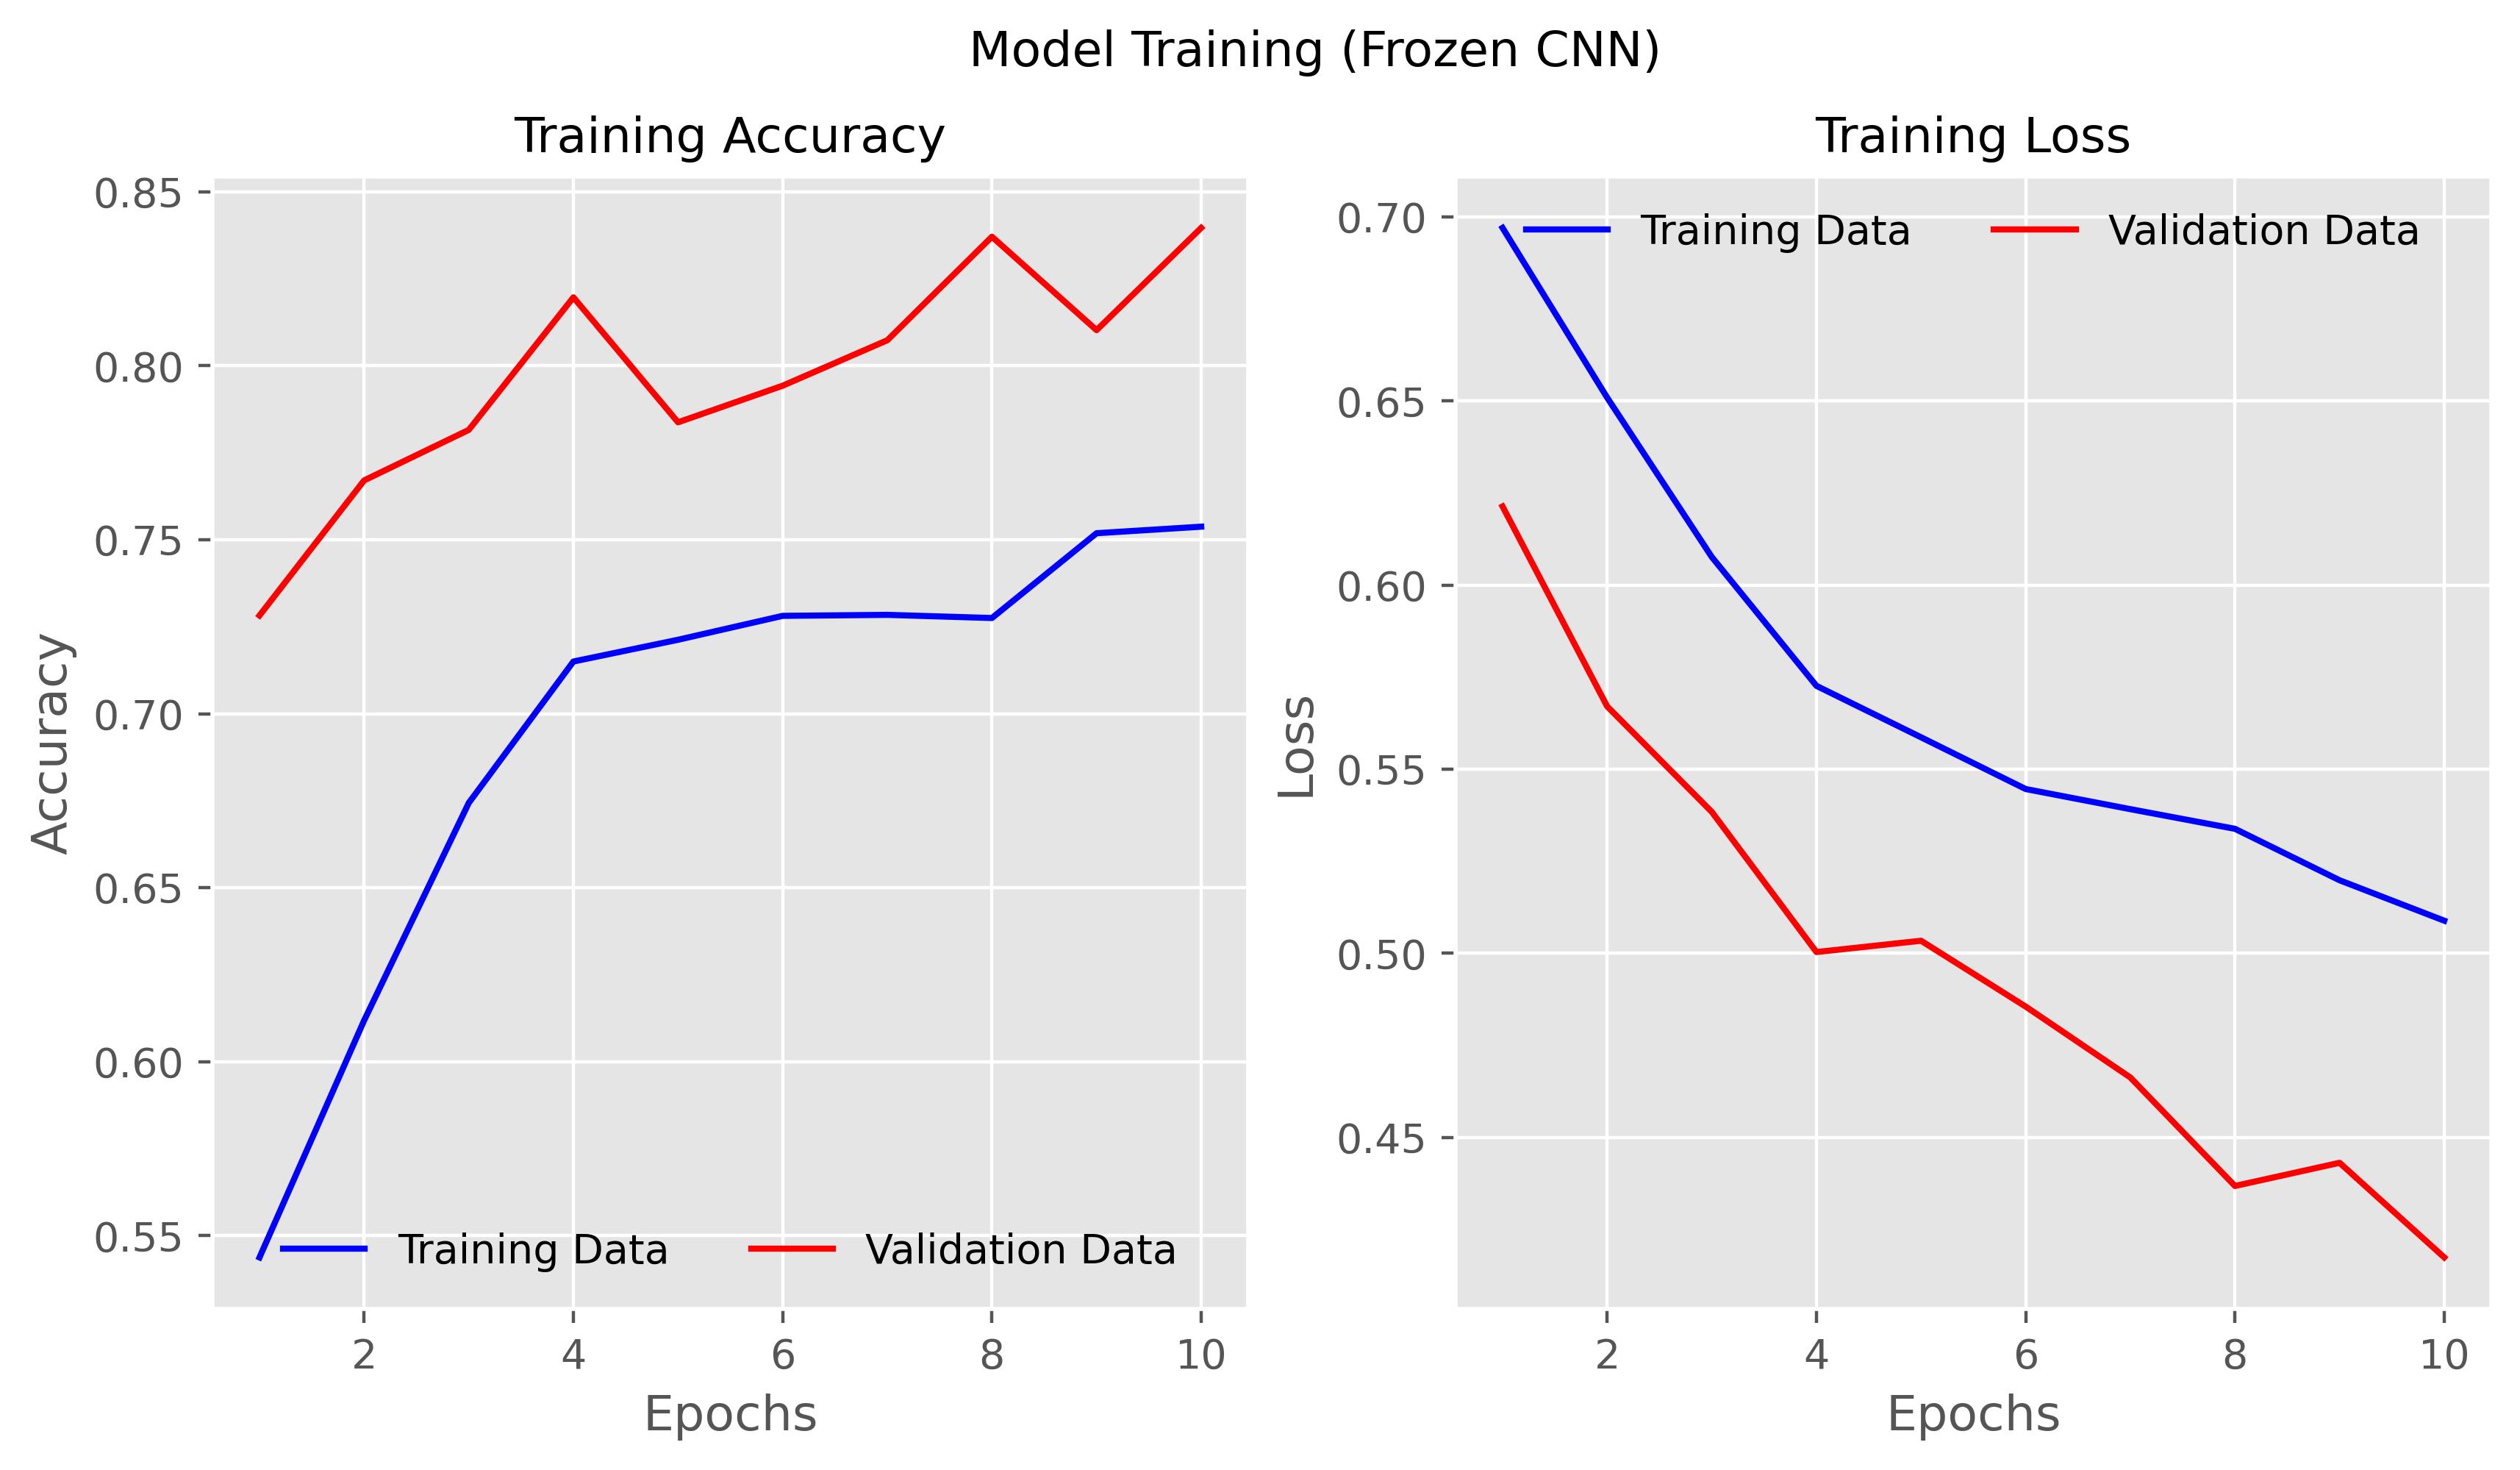 Model Training (Frozen CNN)
Training Accuracy
0.85
0.80
0.75
0.70
0.65
0.60
0.55
Accuracy
Training Data
Validation Data
2 4 6 8 10
Epochs
Training Loss
0.70
0.65
0.60
0.55
0.50
0.45
Loss
Training Data
Validation Data
2 4 6 8 10
Epochs